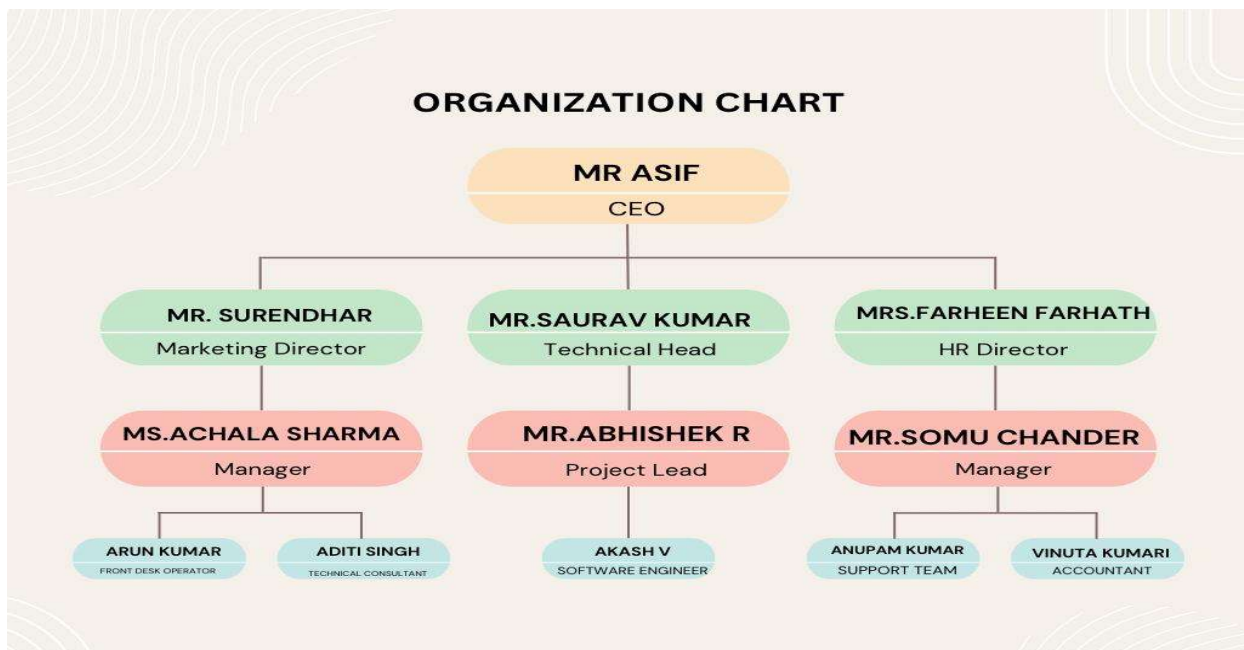 ORGANIZATION CHART
MR ASIF
CEO
MR. SURENDHAR
Marketing Director
MR.SAURAV KUMAR
Technical Head
MRS.FARHEEN FARHATH
HR Director
MS.ACHALA SHARMA
Manager
MR.ABHISHEK R
Project Lead
MR.SOMU CHANDER
Manager
ARUN KUMAR
FRONT DESK OPERATOR
ADITI SINGH
TECHNICAL CONSULTANT
AKASH V
SOFTWARE ENGINEER
ANUPAM KUMAR
SUPPORT TEAM
VINUTA KUMARI
ACCOUNTANT